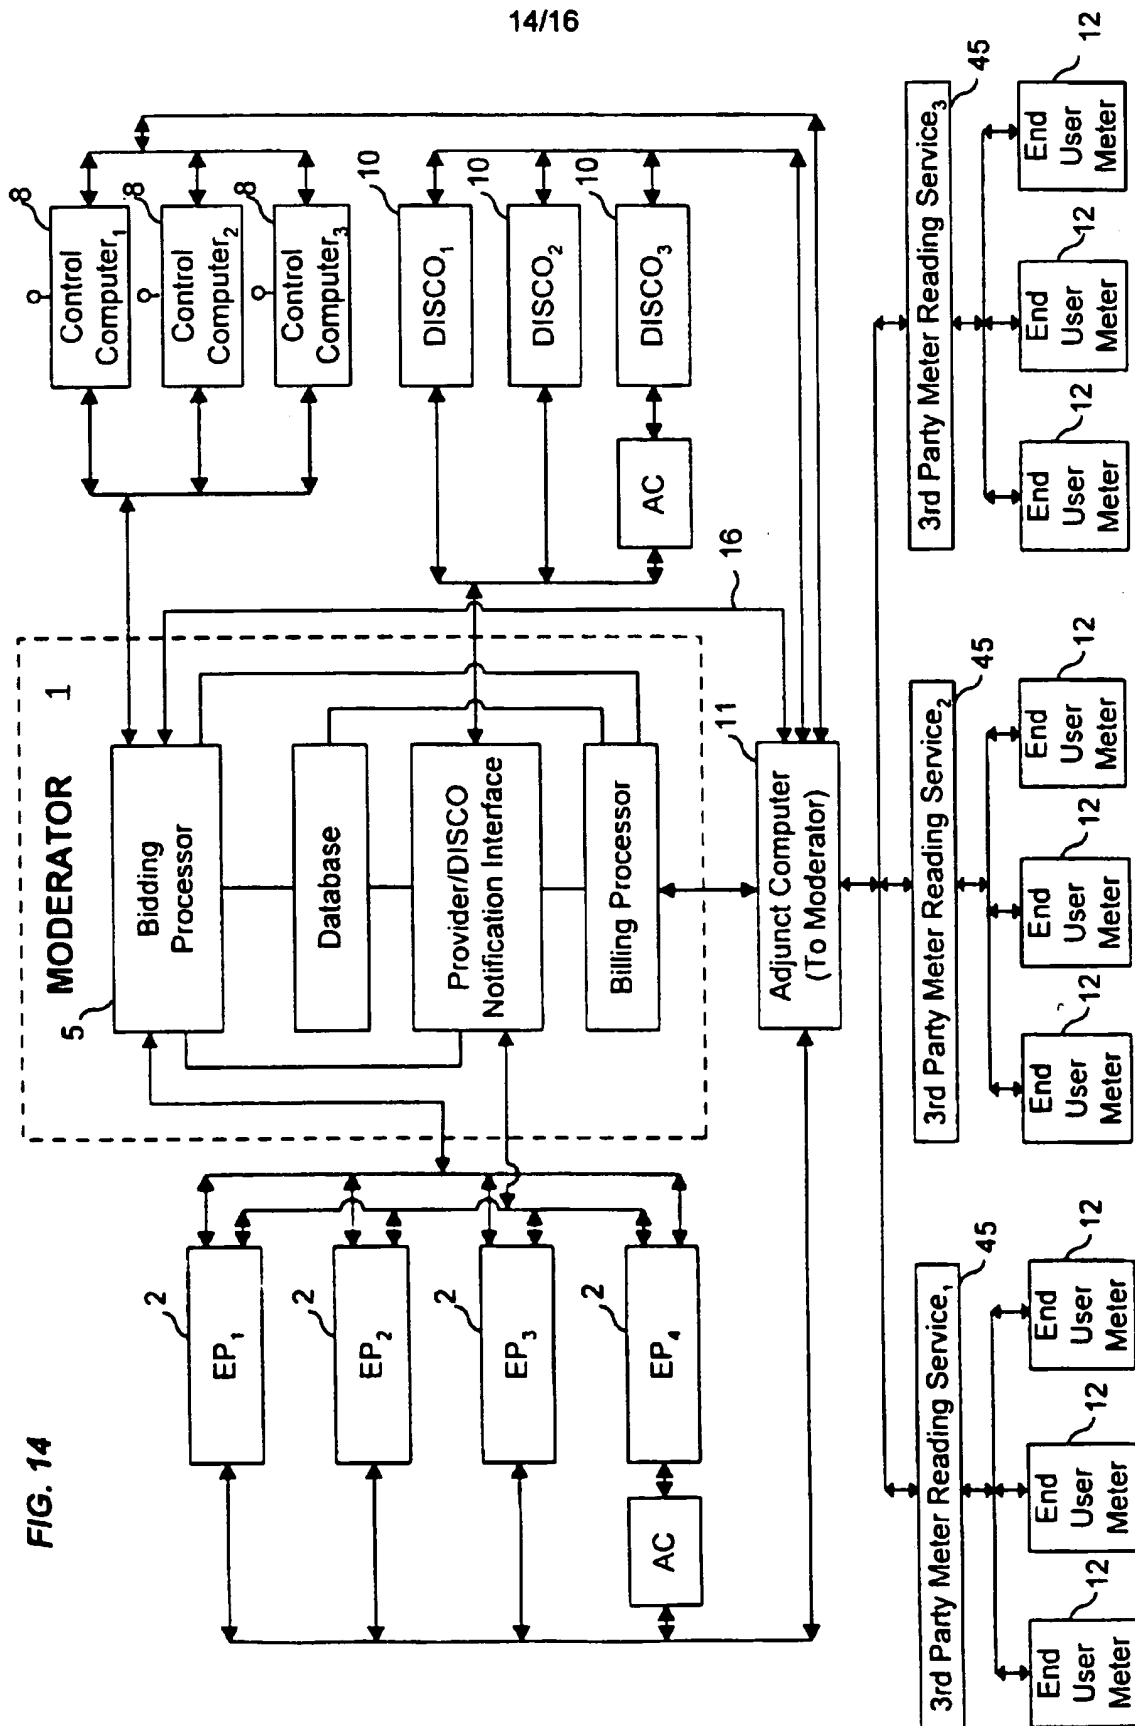 14/16
FIG. 14
MODERATOR
1
5
Bidding
Processor
Database
Provider/DISCO
Notification Interface
Billing Processor
2
EP1
2
EP2
2
EP3
2
EP4
AC
8
Control
Computer1
8
Control
Computer2
8
Control
Computer3
10
DISCO1
10
DISCO2
10
DISCO3
AC
16
11
Adjunct Computer
(To Moderator)
45
3rd Party Meter Reading Service1
12
End
User
Meter
12
End
User
Meter
12
End
User
Meter
45
3rd Party Meter Reading Service2
12
End
User
Meter
12
End
User
Meter
12
End
User
Meter
45
3rd Party Meter Reading Service3
12
End
User
Meter
12
End
User
Meter
12
End
User
Meter